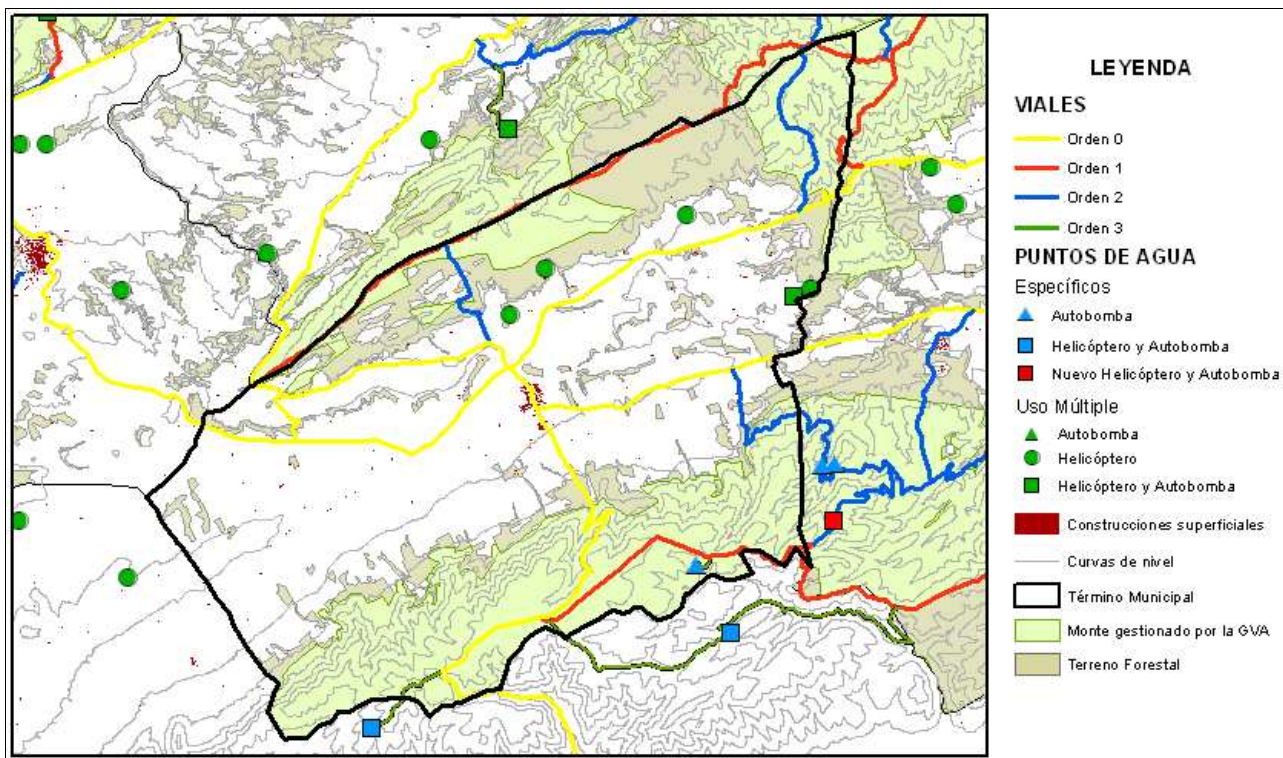 LEYENDA
VIALES
Orden 0
Orden 1
Orden 2
Orden 3
PUNTOS DE AGUA
Específicos
Autobomba
Helicóptero y Autobomba
Nuevo Helicóptero y Autobomba
Uso Múltiple
Autobomba
Helicóptero
Helicóptero y Autobomba
Construcciones superficiales
Curvas de nivel
Término Municipal
Monte gestionado por la GVA
Terreno Forestal